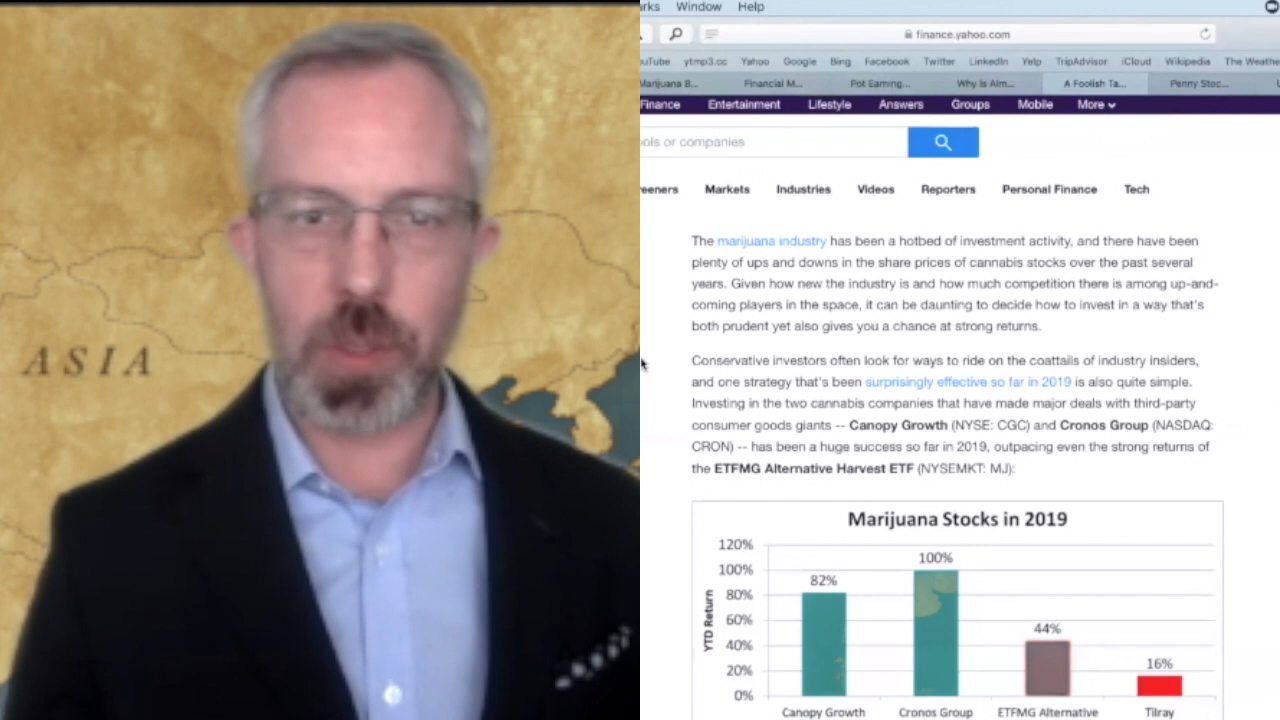 ASIA
Window Help
finance.yahoo.com
ytmp3.cc Yahoo Google Bing Facebook Twitter LinkedIn Yelp TripAdvisor iCloud Wikipedia The Weathe
Marijuana B... Financial M... Pot Earning... Why Is Alm... A Foolish Ta... Penny Stoc...
Finance Entertainment Lifestyle Answers Groups Mobile More
ols or companies
eeners Markets Industries Videos Reporters Personal Finance Tech
The marijuana industry has been a hotbed of investment activity, and there have been
plenty of ups and downs in the share prices of cannabis stocks over the past several
years. Given how new the industry is and how much competition there is among up-and-
coming players in the space, it can be daunting to decide how to invest in a way that's
both prudent yet also gives you a chance at strong returns.
Conservative investors often look for ways to ride on the coattails of industry insiders,
and one strategy that's been surprisingly effective so far in 2019 is also quite simple.
Investing in the two cannabis companies that have made major deals with third-party
consumer goods giants -- Canopy Growth (NYSE: CGC) and Cronos Group (NASDAQ:
CRON) -- has been a huge success so far in 2019, outpacing even the strong returns of
the ETFMG Alternative Harvest ETF (NYSEMKT: MJ):
Marijuana Stocks in 2019
YTD Return
120%
100%
80%
60%
40%
20%
0%
82%
100%
44%
16%
Canopy Growth Cronos Group ETFMG Alternative Tilray